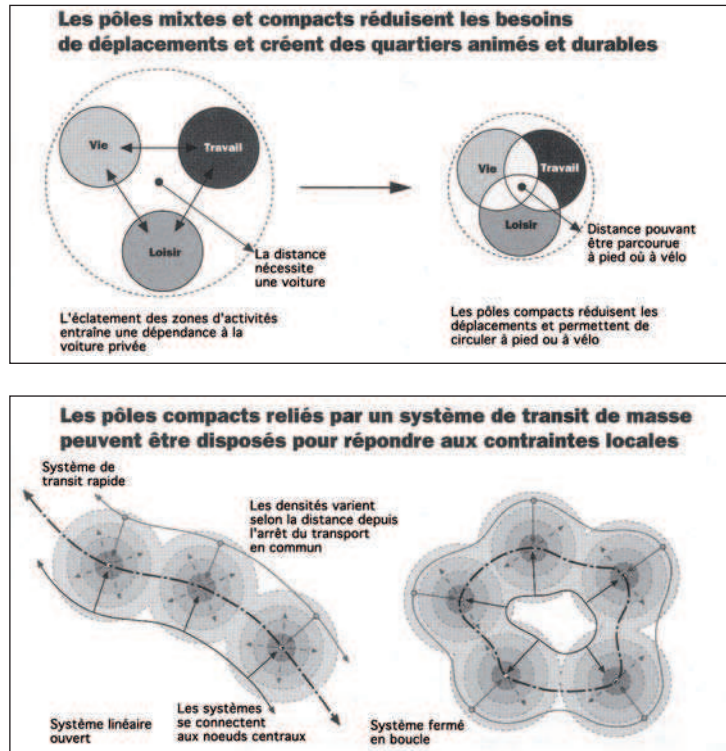 Les pôles mixtes et compacts réduisent les besoins
de déplacements et créent des quartiers animés et durables
Vie
Travail
Loisir
La distance
nécessite
une voiture
L'éclatement des zones d'activités
entraîne une dépendance à la
voiture privée
Vie
Travail
Loisir
Distance pouvant
être parcourue
à pied où à vélo
Les pôles compacts réduisent les
déplacements et permettent de
circuler à pied ou à vélo
Les pôles compacts reliés par un système de transit de masse
peuvent être disposés pour répondre aux contraintes locales
Système de
transit rapide
Les densités varient
selon la distance depuis
l'arrêt du transport
en commun
Système linéaire
ouvert
Les systèmes
se connectent
aux noeuds centraux
Système fermé
en boucle